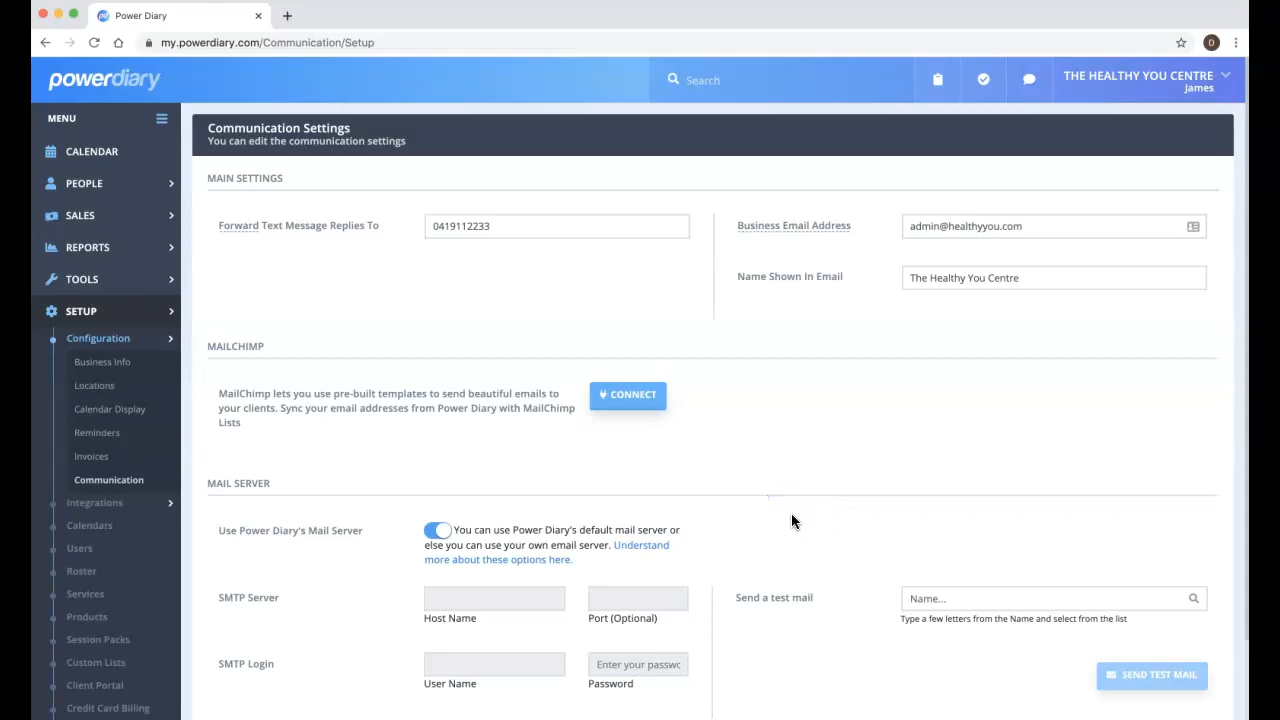 Power Diary
my.powerdiary.com/Communication/Setup
D
powerdiary
Search
THE HEALTHY YOU CENTRE
James
MENU
CALENDAR
PEOPLE
SALES
REPORTS
TOOLS
SETUP
Configuration
Business Info
Locations
Calendar Display
Reminders
Invoices
Communication
Integrations
Calendars
Users
Roster
Services
Products
Session Packs
Custom Lists
Client Portal
Credit Card Billing
Communication Settings
You can edit the communication settings
MAIN SETTINGS
Forward Text Message Replies To
0419112233
Business Email Address
admin@healthyyou.com
Name Shown In Email
The Healthy You Centre
MAILCHIMP
MailChimp lets you use pre-built templates to send beautiful emails to
your clients. Sync your email addresses from Power Diary with MailChimp
Lists
CONNECT
MAIL SERVER
Use Power Diary's Mail Server
You can use Power Diary's default mail server or
else you can use your own email server. Understand
more about these options here.
SMTP Server
Host Name
Port (Optional)
Send a test mail
Name...
Type a few letters from the Name and select from the list
SMTP Login
Enter your passwc
User Name
Password
SEND TEST MAIL